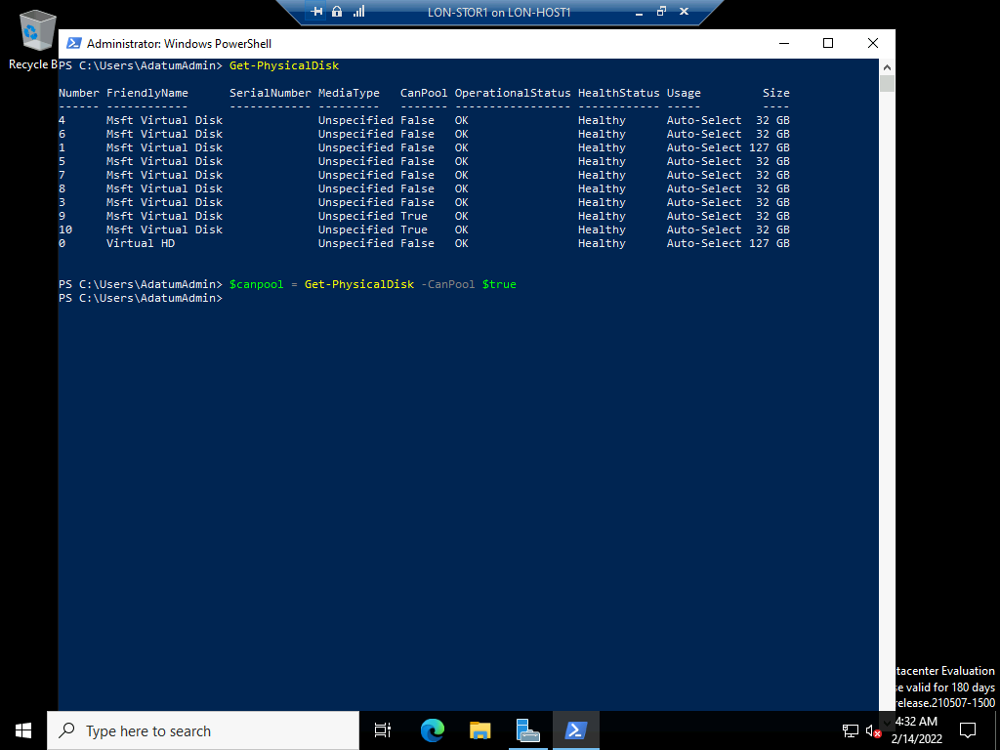 LON-STOR1 on LON-HOST1
Recycle B
Administrator: Windows PowerShell
PS C:\Users\AdatumAdmin> Get-PhysicalDisk
Number FriendlyName      SerialNumber MediaType   CanPool OperationalStatus HealthStatus Usage         Size
------ ------------      ------------ ---------   ------- ----------------- ------------ -----         ----
4      Msft Virtual Disk              Unspecified False   OK                Healthy      Auto-Select  32 GB
6      Msft Virtual Disk              Unspecified False   OK                Healthy      Auto-Select  32 GB
1      Msft Virtual Disk              Unspecified False   OK                Healthy      Auto-Select 127 GB
5      Msft Virtual Disk              Unspecified False   OK                Healthy      Auto-Select  32 GB
7      Msft Virtual Disk              Unspecified False   OK                Healthy      Auto-Select  32 GB
8      Msft Virtual Disk              Unspecified False   OK                Healthy      Auto-Select  32 GB
3      Msft Virtual Disk              Unspecified False   OK                Healthy      Auto-Select  32 GB
9      Msft Virtual Disk              Unspecified True    OK                Healthy      Auto-Select  32 GB
10     Msft Virtual Disk              Unspecified True    OK                Healthy      Auto-Select  32 GB
0      Virtual HD                     Unspecified False   OK                Healthy      Auto-Select 127 GB
PS C:\Users\AdatumAdmin> $canpool = Get-PhysicalDisk -CanPool $true
PS C:\Users\AdatumAdmin>
tacenter Evaluation
se valid for 180 days
release.210507-1500
Type here to search
4:32 AM
2/14/2022